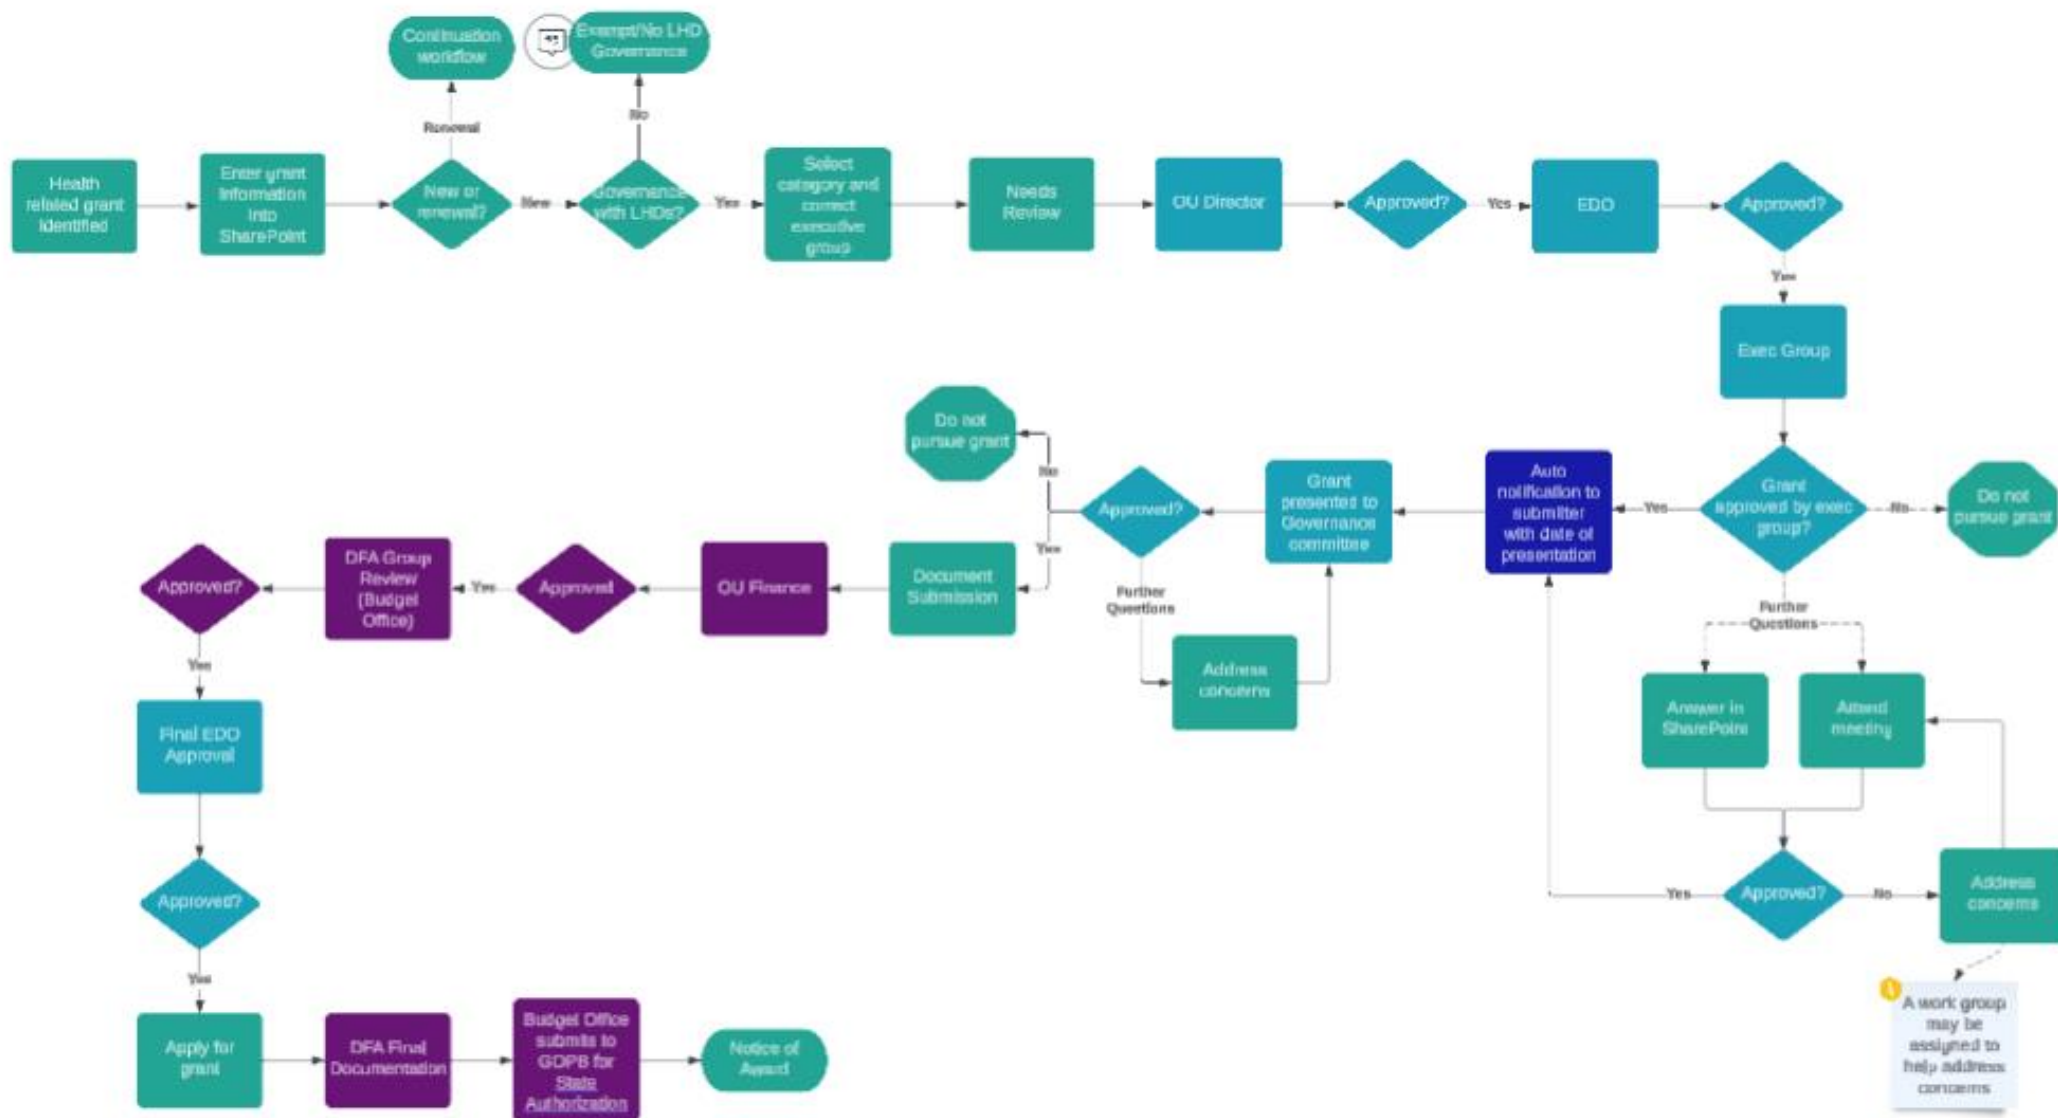 Continuation
workflow
Exempt/No LHD
Governance
Renewal
No
Health
related grant
identified
Enter grant
information
into
SharePoint
New or
renewal?
New
Governance
with LHDs?
Yes
Select
category and
correct
executive
group
Needs
Review
OU Director
Approved?
Yes
EDO
Approved?
Yes
Exec Group
Do not
pursue grant
No
Approved?
Yes
Further
Questions
Grant
presented to
Governance
committee
Auto
notification to
submitter
with date of
presentation
Yes
Grant
approved by exec
group?
No
Do not
pursue grant
Further
Questions
Approved?
DFA Group
Review
(Budget
Office)
Yes
Approved
OU Finance
Document
Submission
Address
concerns
Answer in
SharePoint
Attend
meeting
Yes
Final EDO
Approval
Approved?
Yes
Yes
Approved?
No
Address
concerns
A work group
may be
assigned to
help address
concerns
Apply for
grant
DFA Final
Documentation
Budget Office
submits to
GDPB for
State
Authorization
Notice of
Award